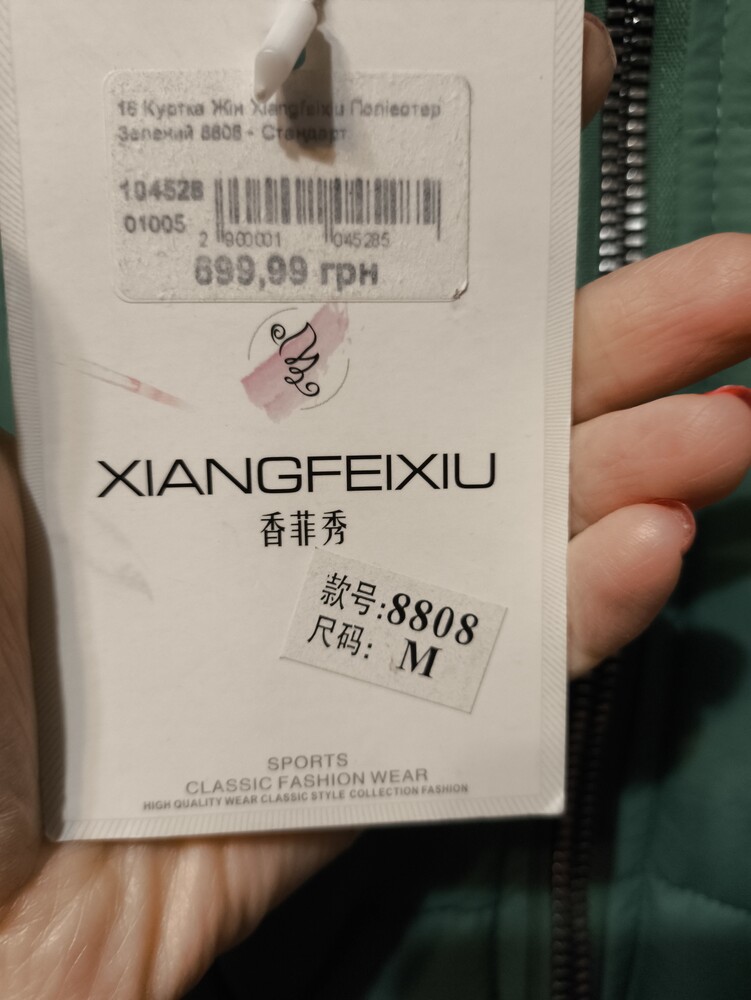 16 Куртка Жін Xiangfeixiu Поліестер
Зелений 8808 - Стандарт
104528
01005
2 900001 045285
699,99 грн
XIANGFEIXIU
香菲秀
款号:8808
尺码: M
SPORTS
CLASSIC FASHION WEAR
HIGH QUALITY WEAR CLASSIC STYLE COLLECTION FASHION